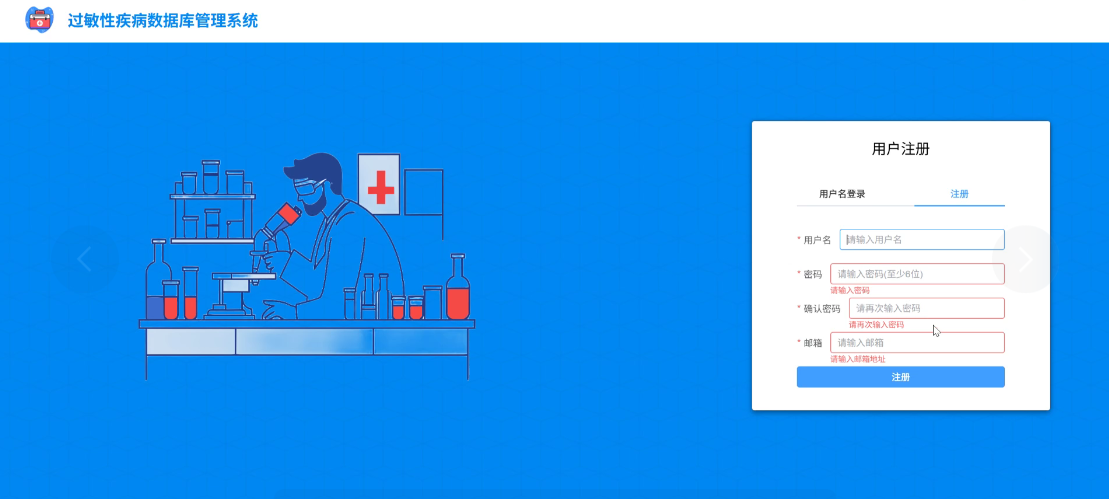 过敏性疾病数据库管理系统
用户注册
用户名登录 注册
* 用户名 请输入用户名
* 密码 请输入密码(至少6位)
请输入密码
* 确认密码 请再次输入密码
请再次输入密码
* 邮箱 请输入邮箱
请输入邮箱地址
注册